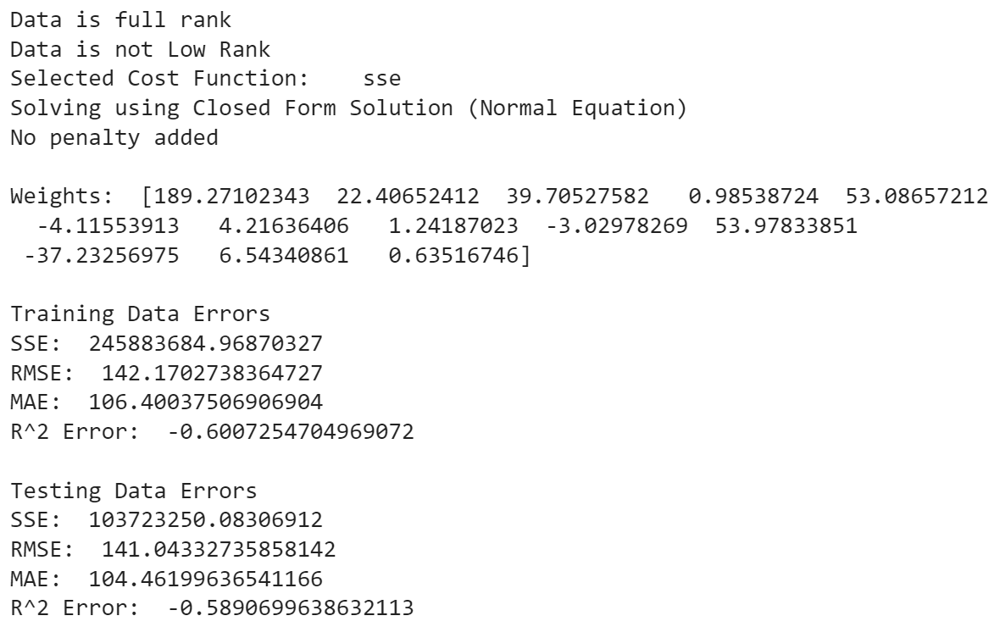 Data is full rank
Data is not Low Rank
Selected Cost Function:    sse
Solving using Closed Form Solution (Normal Equation)
No penalty added

Weights:  [189.27102343  22.40652412  39.70527582   0.98538724  53.08657212
  -4.11553913   4.21636406   1.24187023  -3.02978269  53.97833851
 -37.23256975   6.54340861   0.63516746]

Training Data Errors
SSE:  245883684.96870327
RMSE:  142.1702738364727
MAE:  106.40037506906904
R^2 Error:  -0.6007254704969072

Testing Data Errors
SSE:  103723250.08306912
RMSE:  141.04332735858142
MAE:  104.46199636541166
R^2 Error:  -0.5890699638632113